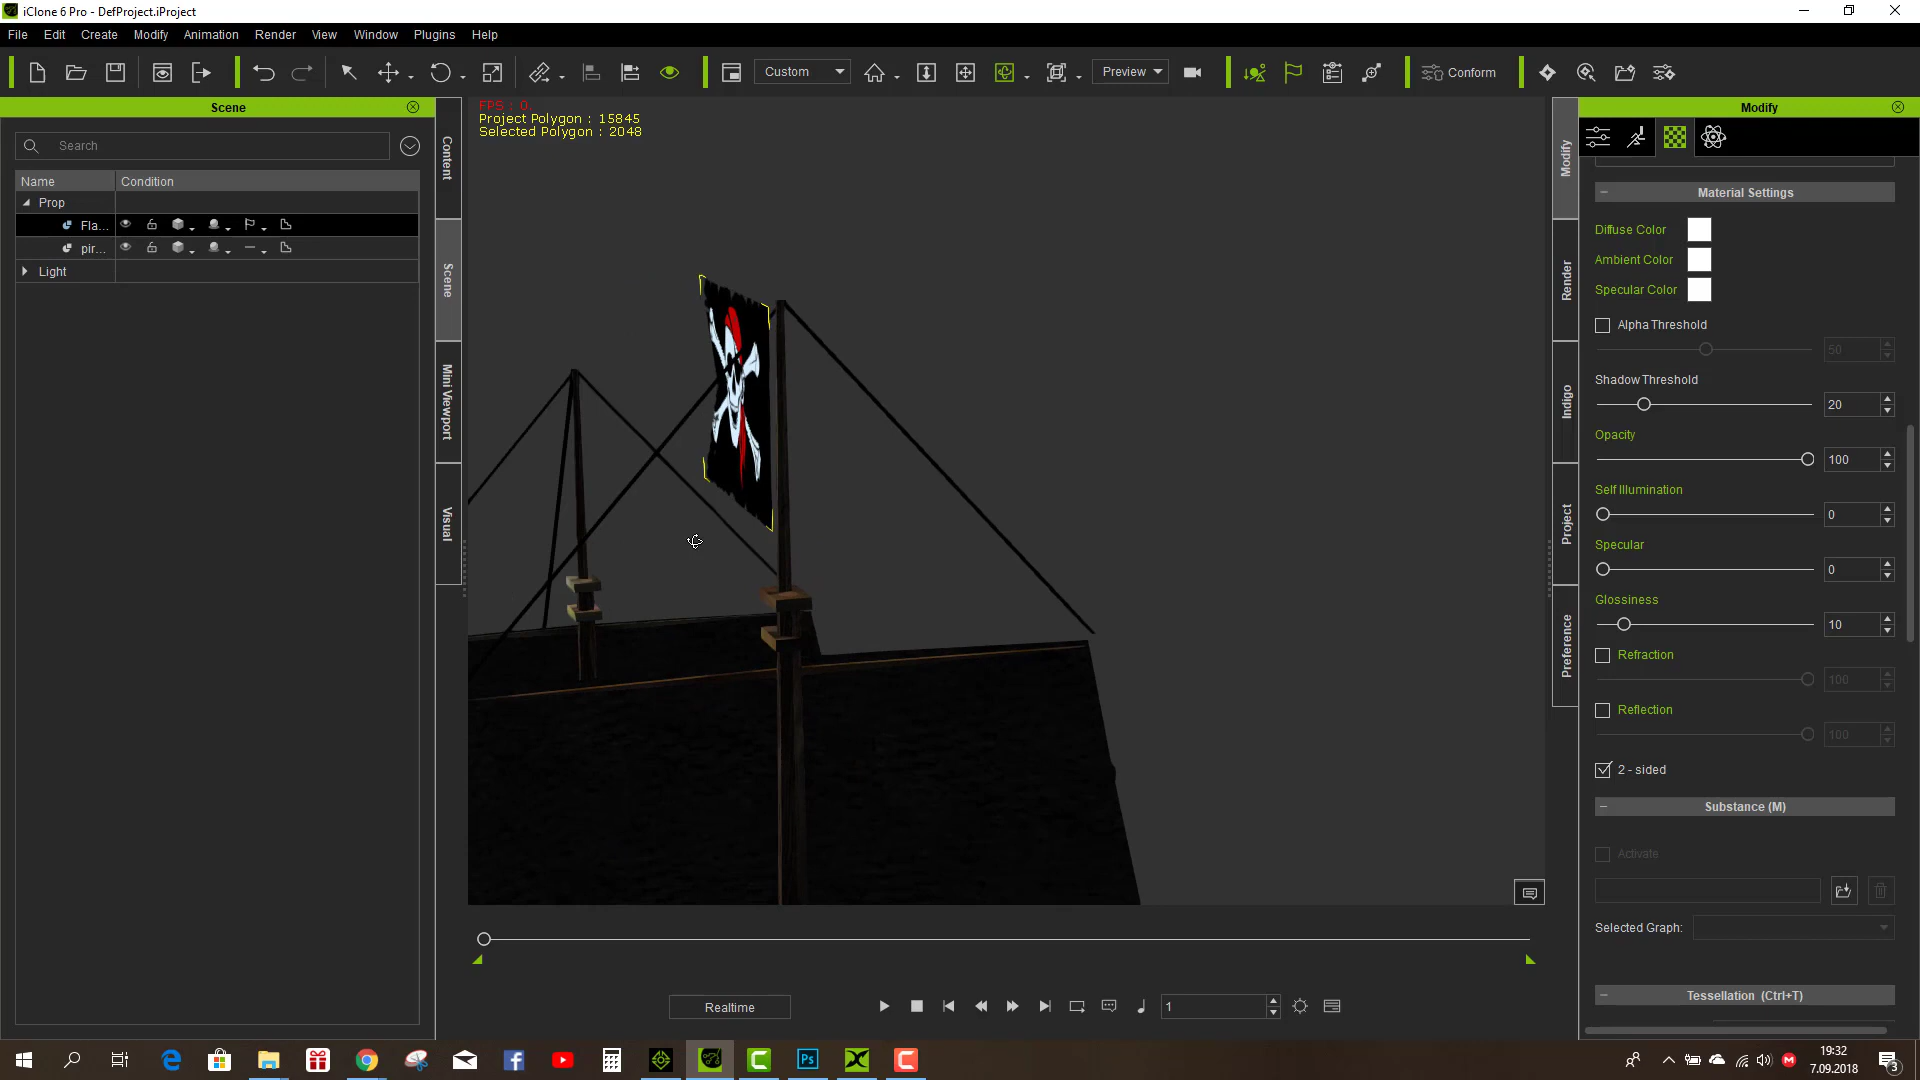 iClone 6 Pro - DefProject.iProject
File Edit Create Modify Animation Render View Window Plugins Help
Custom Preview Conform
Scene
Search
Name Condition
Prop
Fla...
pir...
Light
Content
Scene
Mini Viewport
Visual
FPS : 0.
Project Polygon : 15845
Selected Polygon : 2048
Realtime
1
Modify
Render
Indigo
Project
Preference
Modify
Material Settings
Diffuse Color
Ambient Color
Specular Color
Alpha Threshold
50
Shadow Threshold
20
Opacity
100
Self Illumination
0
Specular
0
Glossiness
10
Refraction
100
Reflection
100
2 - sided
Substance (M)
Activate
Selected Graph:
Tessellation (Ctrl+T)
Ps
19:32
7.09.2018
3